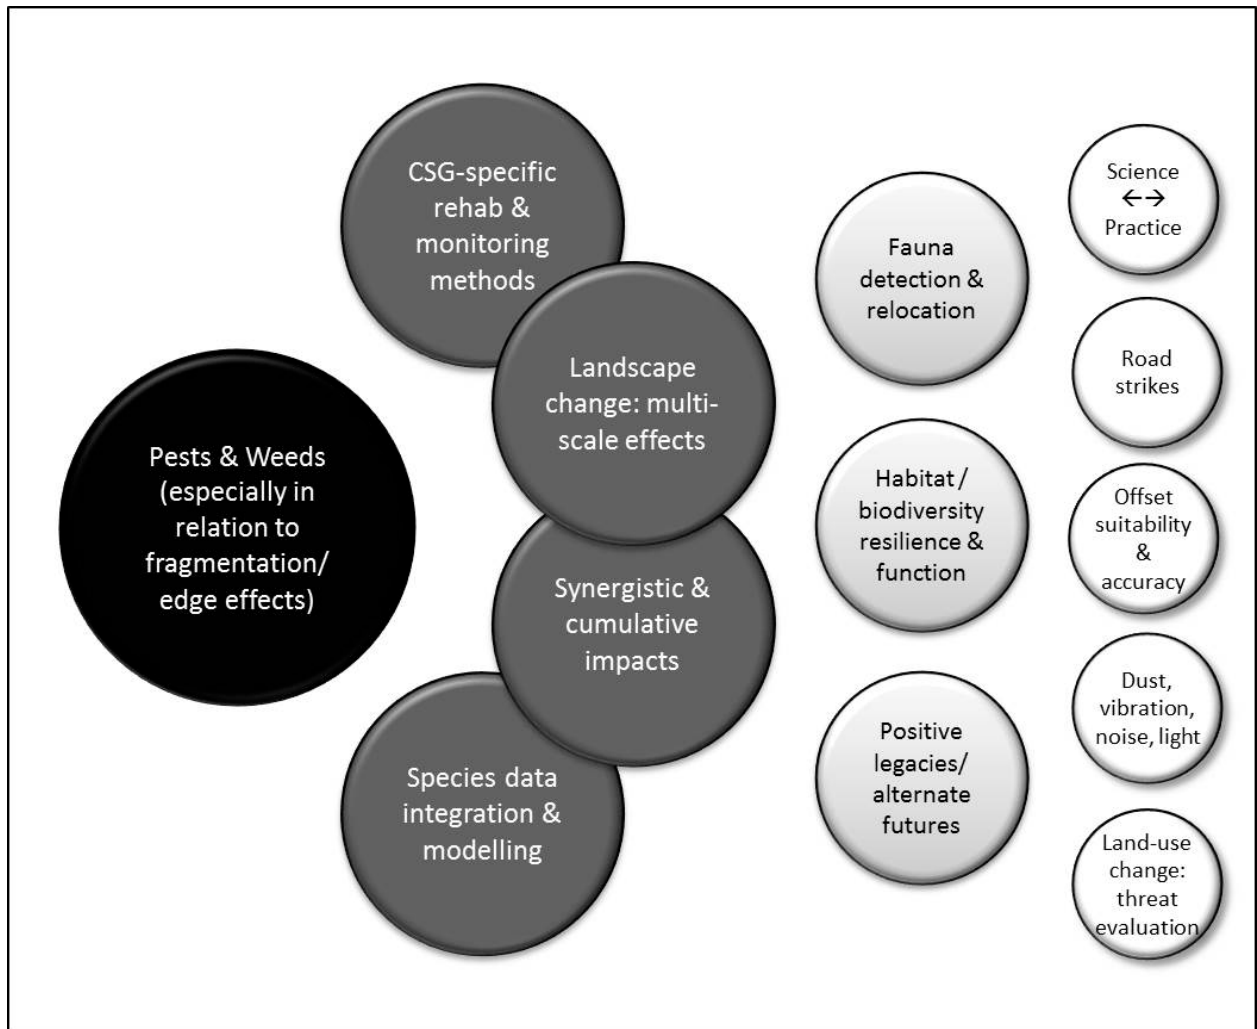 Pests & Weeds
(especially in
relation to
fragmentation/
edge effects)
CSG-specific
rehab &
monitoring
methods
Landscape
change: multi-
scale effects
Synergistic &
cumulative
impacts
Species data
integration &
modelling
Fauna
detection &
relocation
Habitat /
biodiversity
resilience &
function
Positive
legacies/
alternate
futures
Science
←→
Practice
Road
strikes
Offset
suitability
&
accuracy
Dust,
vibration,
noise, light
Land-use
change:
threat
evaluation